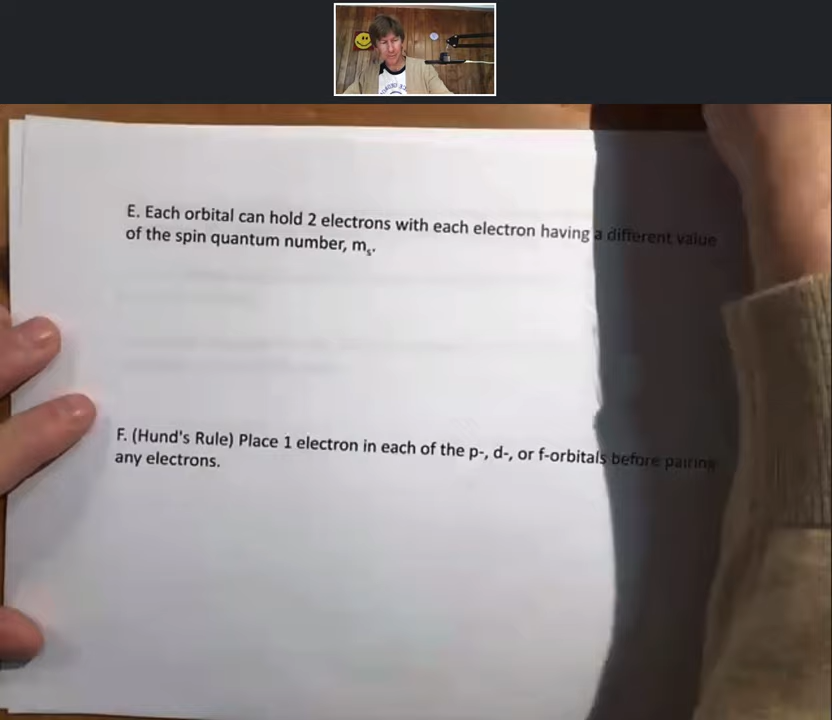 E. Each orbital can hold 2 electrons with each electron having a different value
of the spin quantum number, mₛ.
F. (Hund's Rule) Place 1 electron in each of the p-, d-, or f-orbitals before pairing
any electrons.